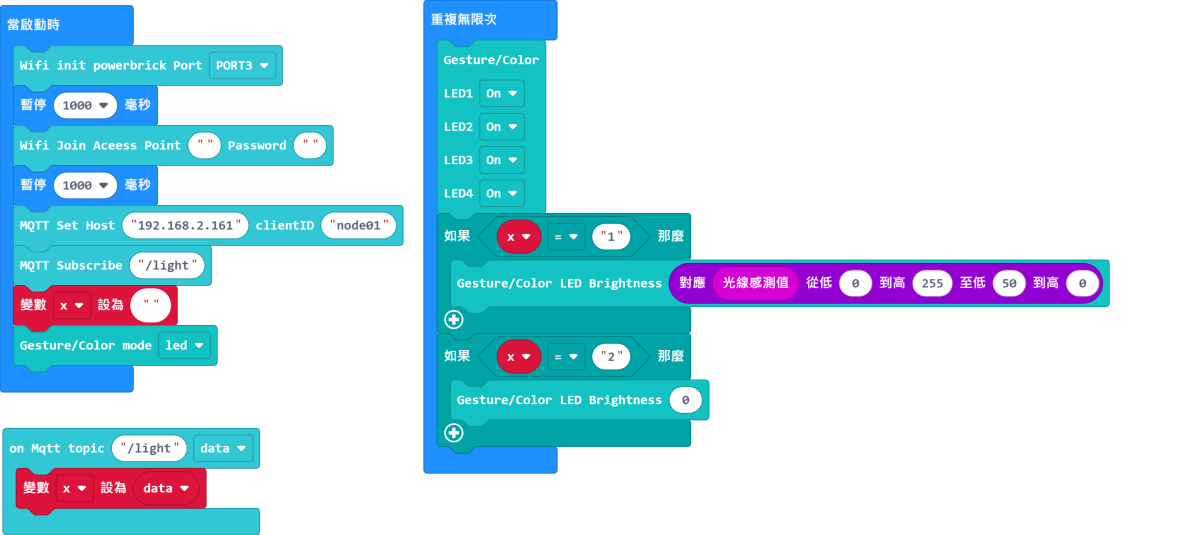 當啟動時
Wifi init powerbrick Port PORT3
暫停 1000 毫秒
Wifi Join Aceess Point "" Password ""
暫停 1000 毫秒
MQTT Set Host "192.168.2.161" clientID "node01"
MQTT Subscribe "/light"
變數 x 設為 ""
Gesture/Color mode led
on Mqtt topic "/light" data
變數 x 設為 data
重複無限次
Gesture/Color
LED1 On
LED2 On
LED3 On
LED4 On
如果 x = "1" 那麼
Gesture/Color LED Brightness 對應 光線感測值 從低 0 到高 255 至低 50 到高 0
如果 x = "2" 那麼
Gesture/Color LED Brightness 0